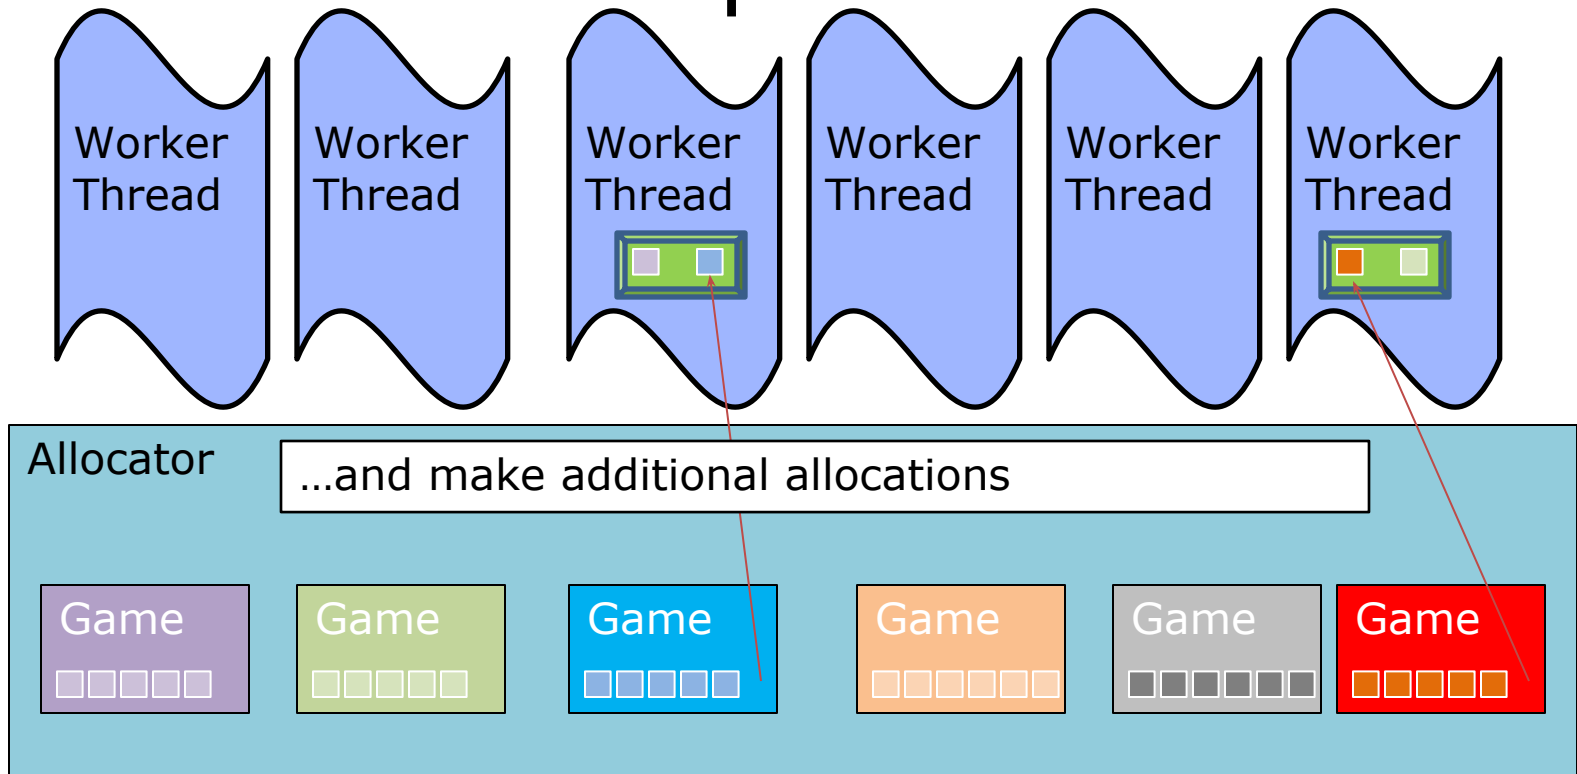 Worker
Thread
Worker
Thread
Worker
Thread
Worker
Thread
Worker
Thread
Worker
Thread
Allocator
...and make additional allocations
Game
Game
Game
Game
Game
Game